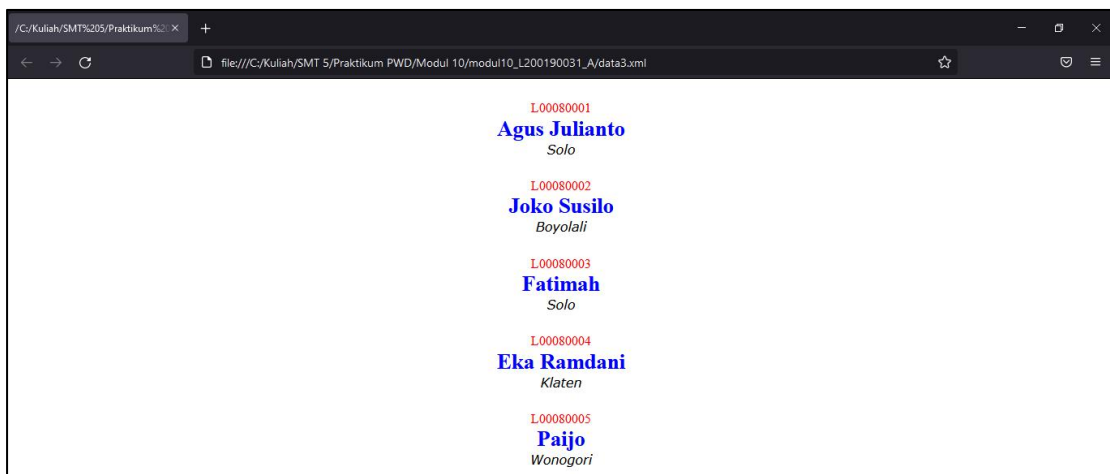 /C:/Kuliah/SMT%205/Praktikum%20
file:///C:/Kuliah/SMT 5/Praktikum PWD/Modul 10/modul10_L200190031_A/data3.xml
L00080001
Agus Julianto
Solo
L00080002
Joko Susilo
Boyolali
L00080003
Fatimah
Solo
L00080004
Eka Ramdani
Klaten
L00080005
Paijo
Wonogori